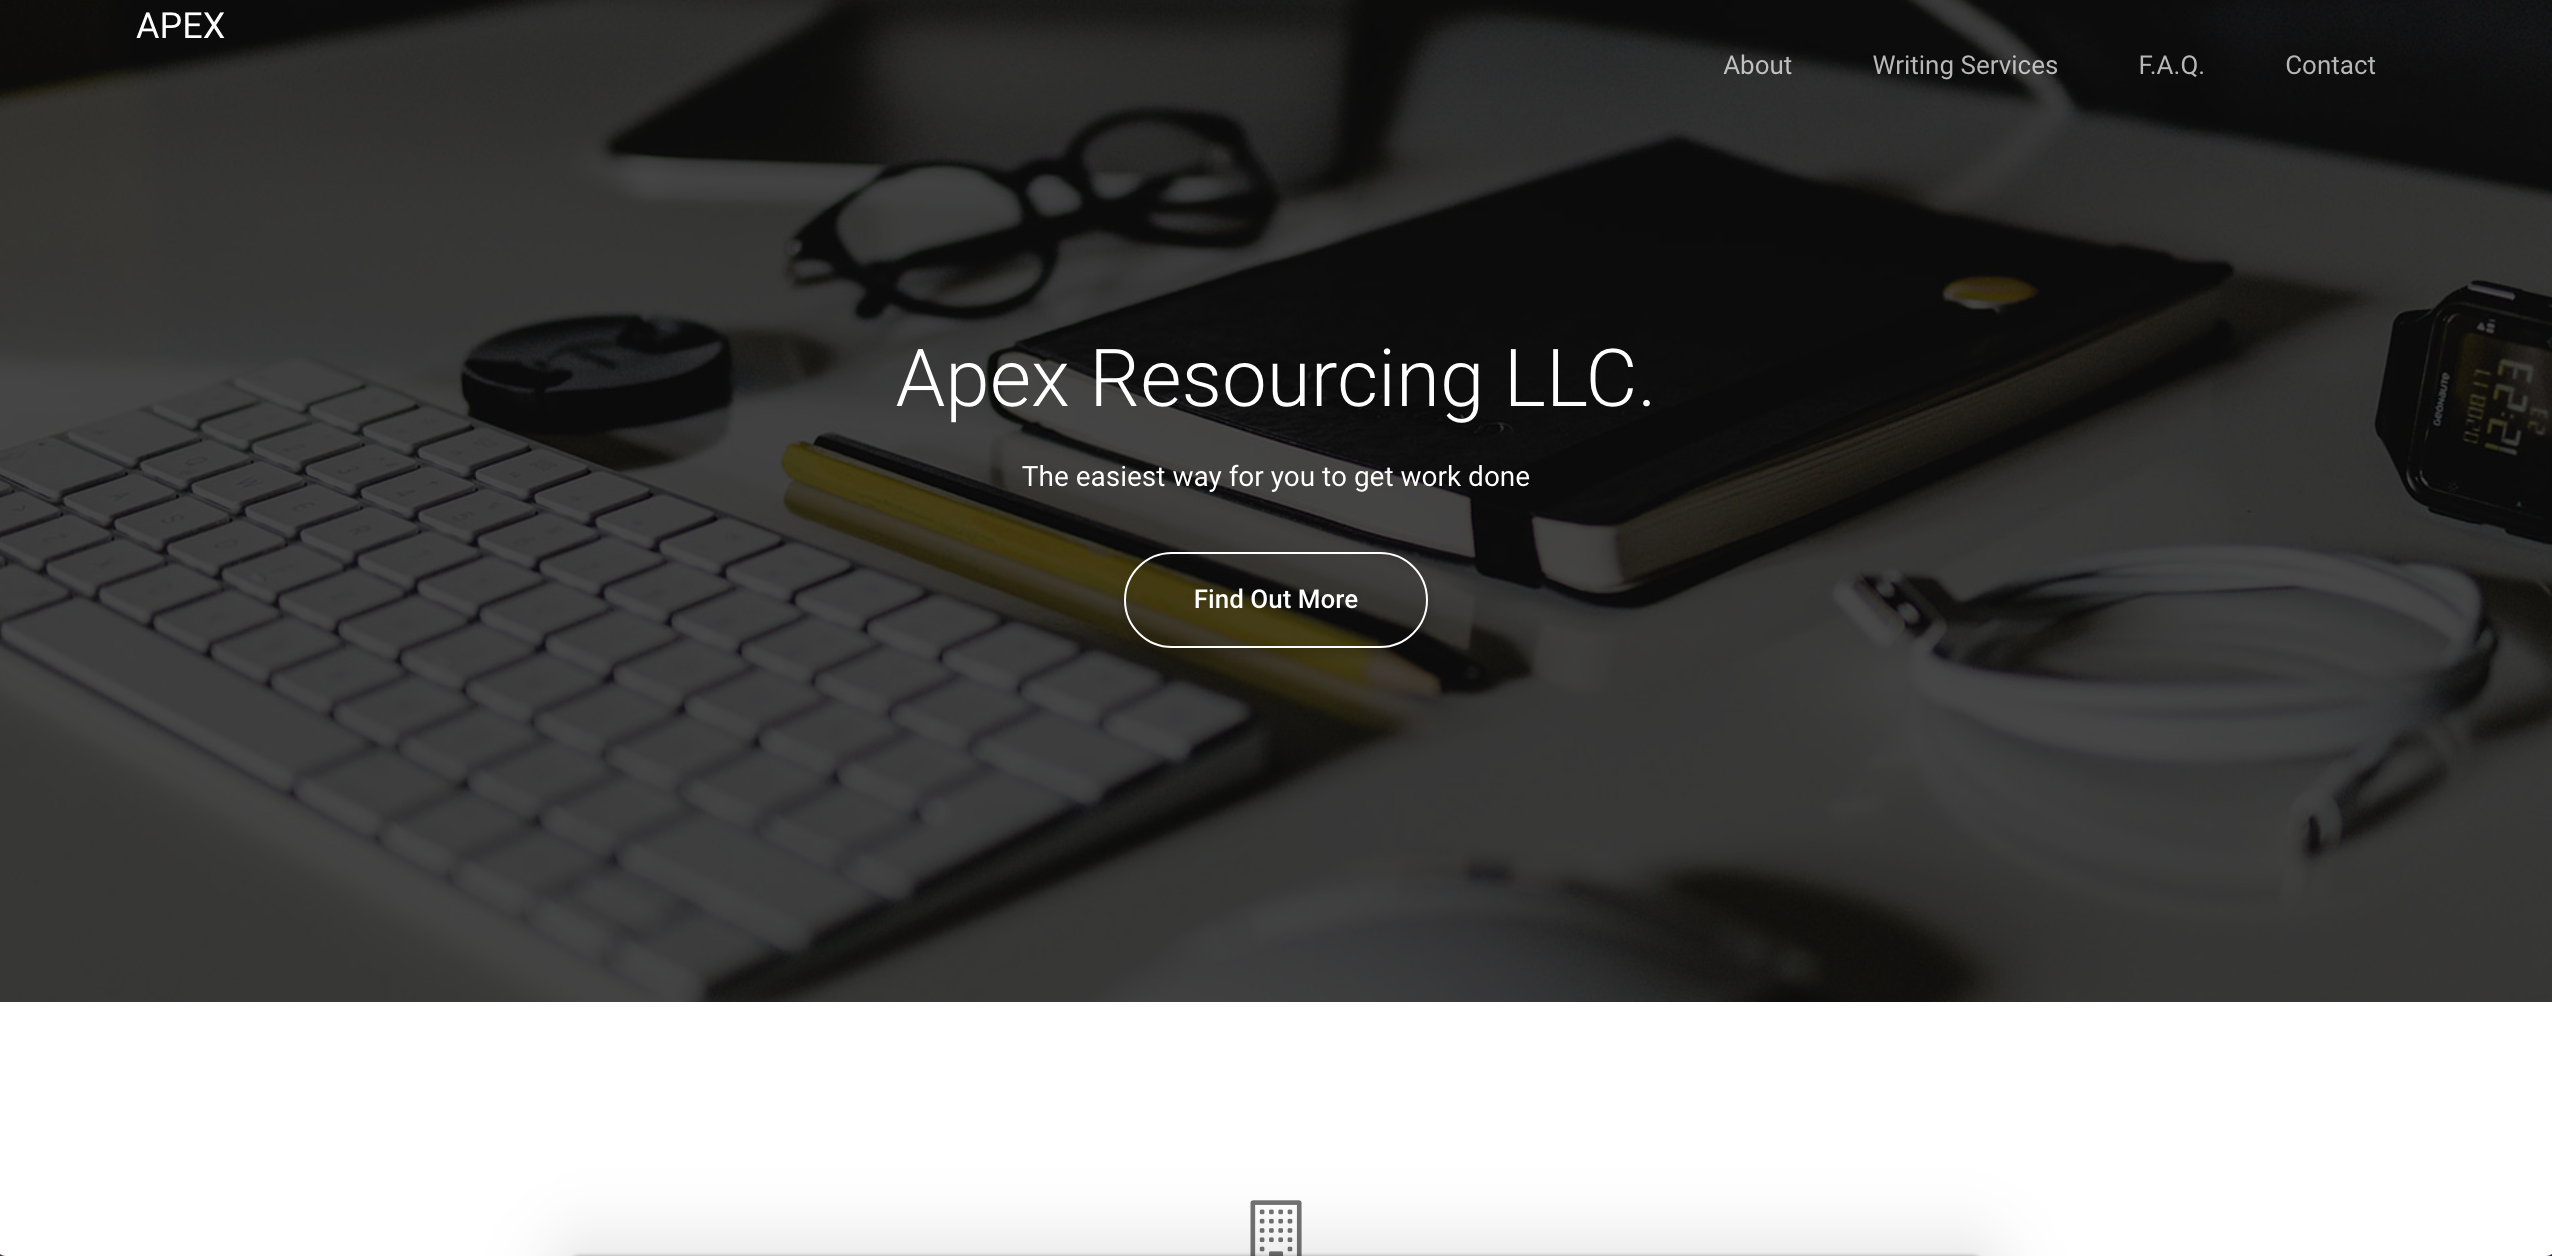 APEX
About Writing Services F.A.Q. Contact
Apex Resourcing LLC.
The easiest way for you to get work done
Find Out More